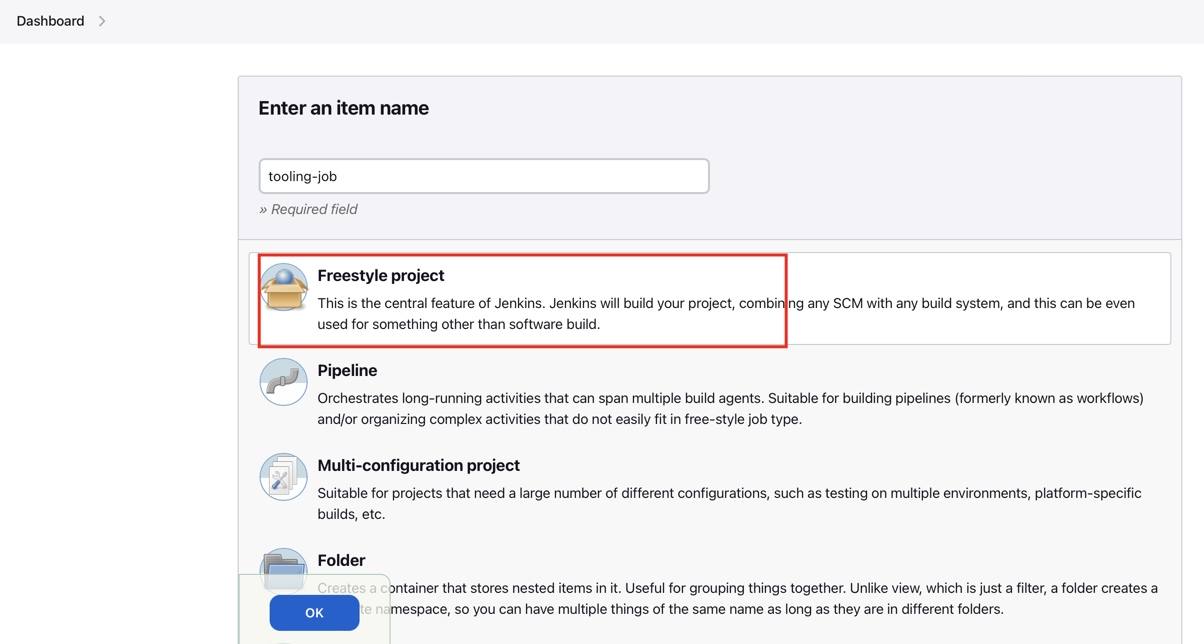 Dashboard
Enter an item name
tooling-job
» Required field
Freestyle project
This is the central feature of Jenkins. Jenkins will build your project, combining any SCM with any build system, and this can be even
used for something other than software build.
Pipeline
Orchestrates long-running activities that can span multiple build agents. Suitable for building pipelines (formerly known as workflows)
and/or organizing complex activities that do not easily fit in free-style job type.
Multi-configuration project
Suitable for projects that need a large number of different configurations, such as testing on multiple environments, platform-specific
builds, etc.
Folder
Creates a container that stores nested items in it. Useful for grouping things together. Unlike view, which is just a filter, a folder creates a
namespace, so you can have multiple things of the same name as long as they are in different folders.
OK